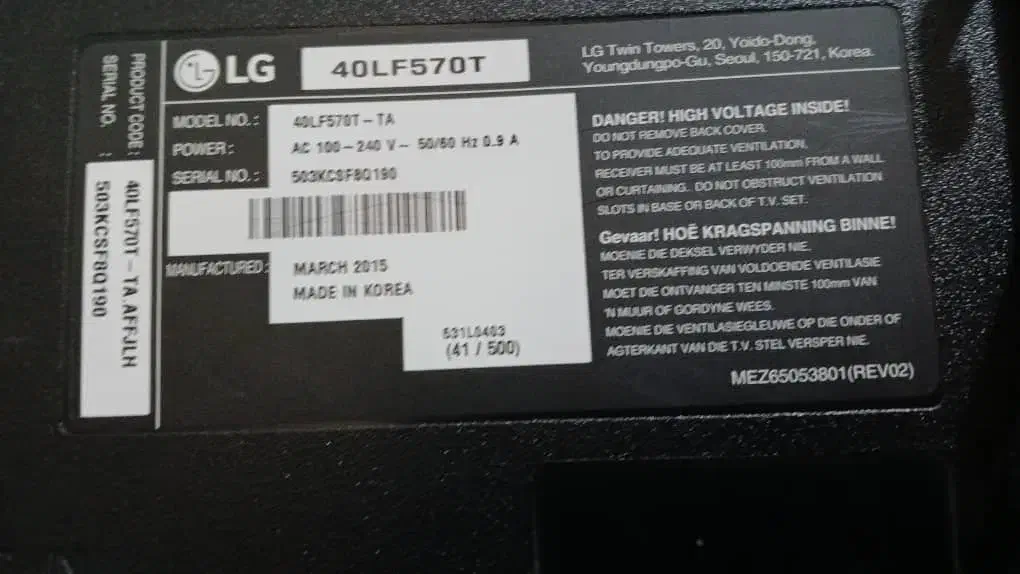 LG 40LF570T
LG Twin Towers, 20, Yoido-Dong,
Youngdungpo-Gu, Seoul, 150-721, Korea.
PRODUCT CODE : 40LF570T-TA.AFFJLH
SERIAL NO. : 503KCSF8Q190
MODEL NO. : 40LF570T-TA
POWER : AC 100-240 V~ 50/60 Hz 0.9 A
SERIAL NO. : 503KCSF8Q190
MANUFACTURED : MARCH 2015
MADE IN KOREA
631L0403
(41 / 500)
DANGER! HIGH VOLTAGE INSIDE!
DO NOT REMOVE BACK COVER.
TO PROVIDE ADEQUATE VENTILATION,
RECEIVER MUST BE AT LEAST 100mm FROM A WALL
OR CURTAINING. DO NOT OBSTRUCT VENTILATION
SLOTS IN BASE OR BACK OF T.V. SET.
Gevaar! HOË KRAGSPANNING BINNE!
MOENIE DIE DEKSEL VERWYDER NIE.
TER VERSKAFFING VAN VOLDOENDE VENTILASIE
MOET DIE ONTVANGER TEN MINSTE 100mm VAN
'N MUUR OF GORDYNE WEES.
MOENIE DIE VENTILASIEGLEUWE OP DIE ONDER OF
AGTERKANT VAN DIE T.V. STEL VERSPER NIE.
MEZ65053801(REV02)